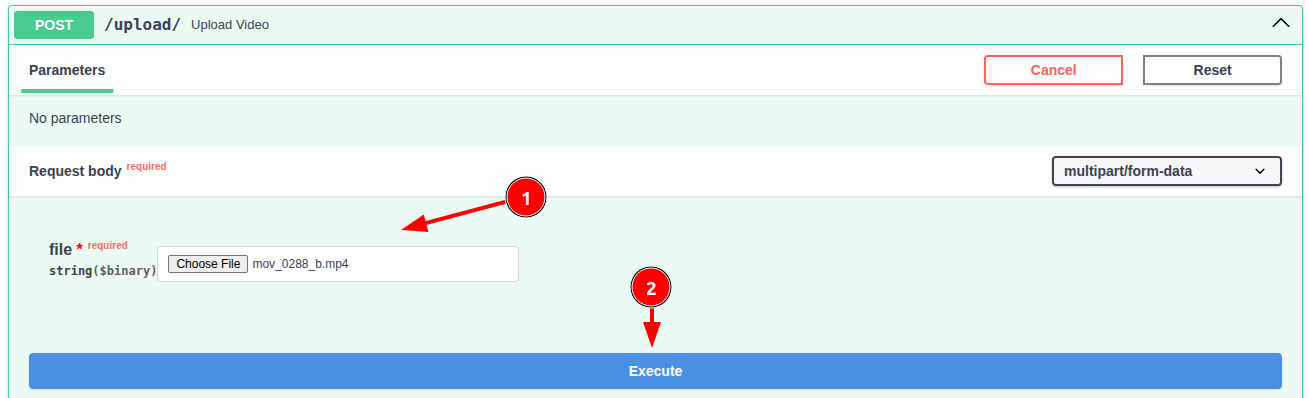 POST /upload/ Upload Video
Parameters Cancel Reset
No parameters
Request body required multipart/form-data
1
file * required
string($binary) Choose File mov_0288_b.mp4
2
Execute